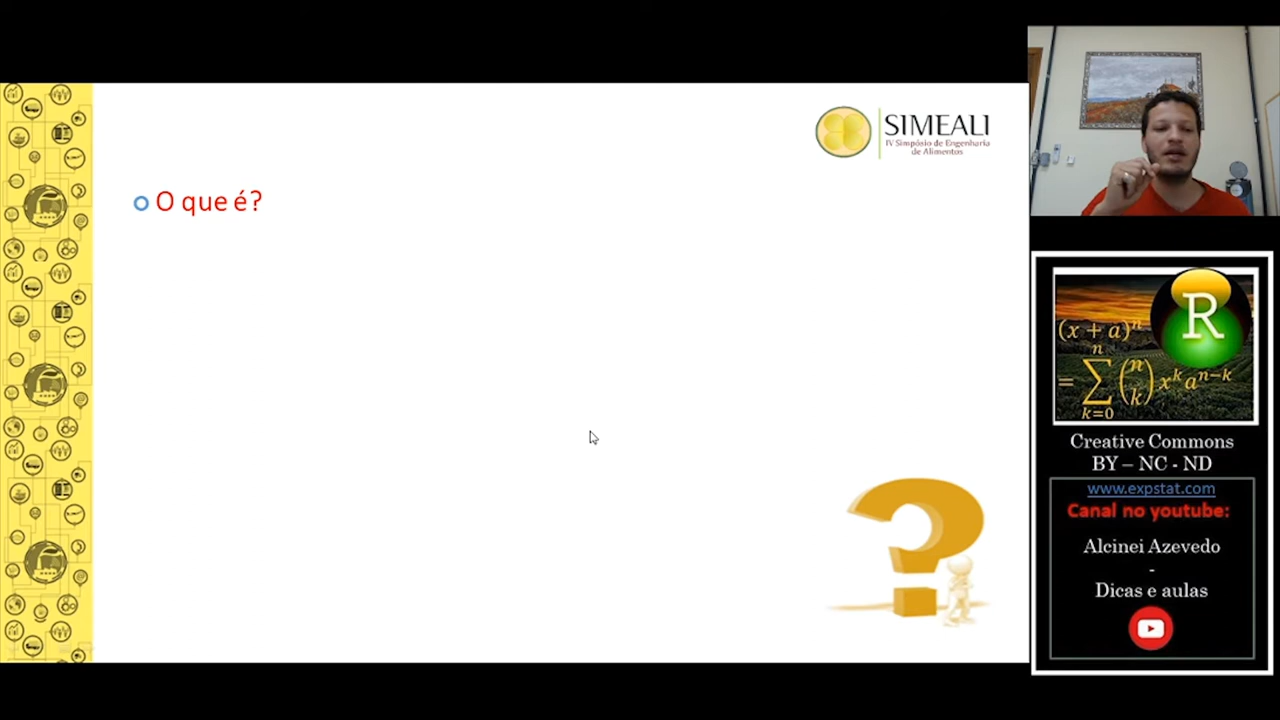 SIMEALI
IV Simpósio de Engenharia
de Alimentos
O que é?
R
(x + a)ⁿ
n
= ∑ (n k) xᵏ aⁿ⁻ᵏ
k=0
Creative Commons
BY – NC - ND
www.expstat.com
Canal no youtube:
Alcinei Azevedo
-
Dicas e aulas